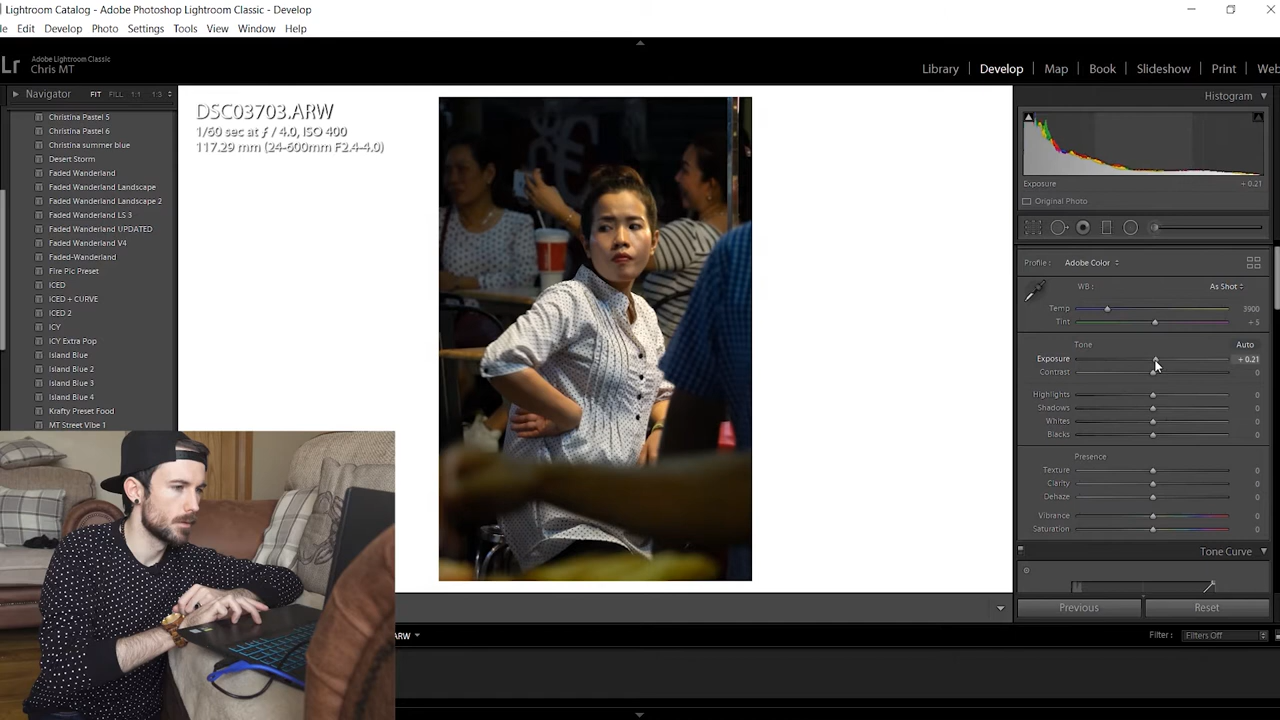 Lightroom Catalog - Adobe Photoshop Lightroom Classic - Develop
le Edit Develop Photo Settings Tools View Window Help
Lr Adobe Lightroom Classic
Chris MT
Library Develop Map Book Slideshow Print Web
Navigator FIT FILL 1:1 1:3
Christina Pastel 5
Christina Pastel 6
Christina summer blue
Desert Storm
Faded Wanderland
Faded Wanderland Landscape
Faded Wanderland Landscape 2
Faded Wanderland LS 3
Faded Wanderland UPDATED
Faded Wanderland V4
Faded-Wanderland
Fire Pic Preset
ICED
ICED + CURVE
ICED 2
ICY
ICY Extra Pop
Island Blue
Island Blue 2
Island Blue 3
Island Blue 4
Krafty Preset Food
MT Street Vibe 1
DSC03703.ARW
1/60 sec at ƒ / 4.0, ISO 400
117.29 mm (24-600mm F2.4-4.0)
Histogram
Exposure + 0.21
Original Photo
Profile : Adobe Color
WB : As Shot
Temp 3900
Tint + 5
Tone Auto
Exposure + 0.21
Contrast 0
Highlights 0
Shadows 0
Whites 0
Blacks 0
Presence
Texture 0
Clarity 0
Dehaze 0
Vibrance 0
Saturation 0
Tone Curve
Previous Reset
ARW
Filter : Filters Off